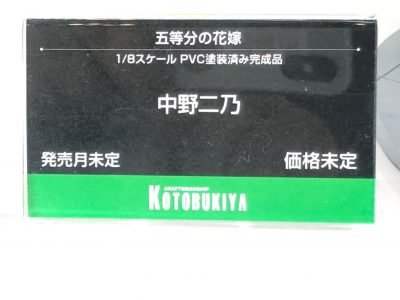 五等分の花嫁
1/8スケール PVC塗装済み完成品
中野二乃
発売月未定 価格未定
CRAFTSMANSHIP
KOTOBUKIYA